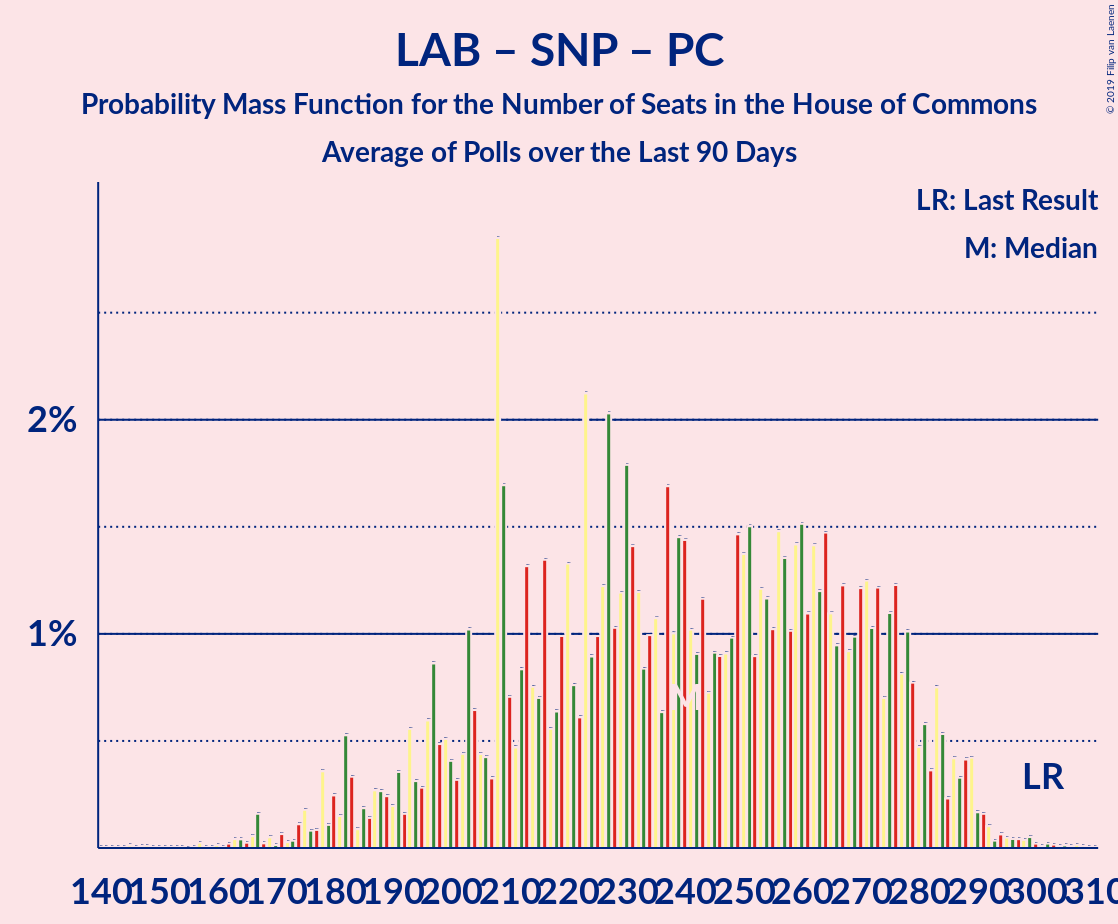 LAB – SNP – PC
Probability Mass Function for the Number of Seats in the House of Commons
Average of Polls over the Last 90 Days
© 2019 Filip van Laenen
LR: Last Result
M: Median
2%
1%
M
LR
140 150 160 170 180 190 200 210 220 230 240 250 260 270 280 290 300 310